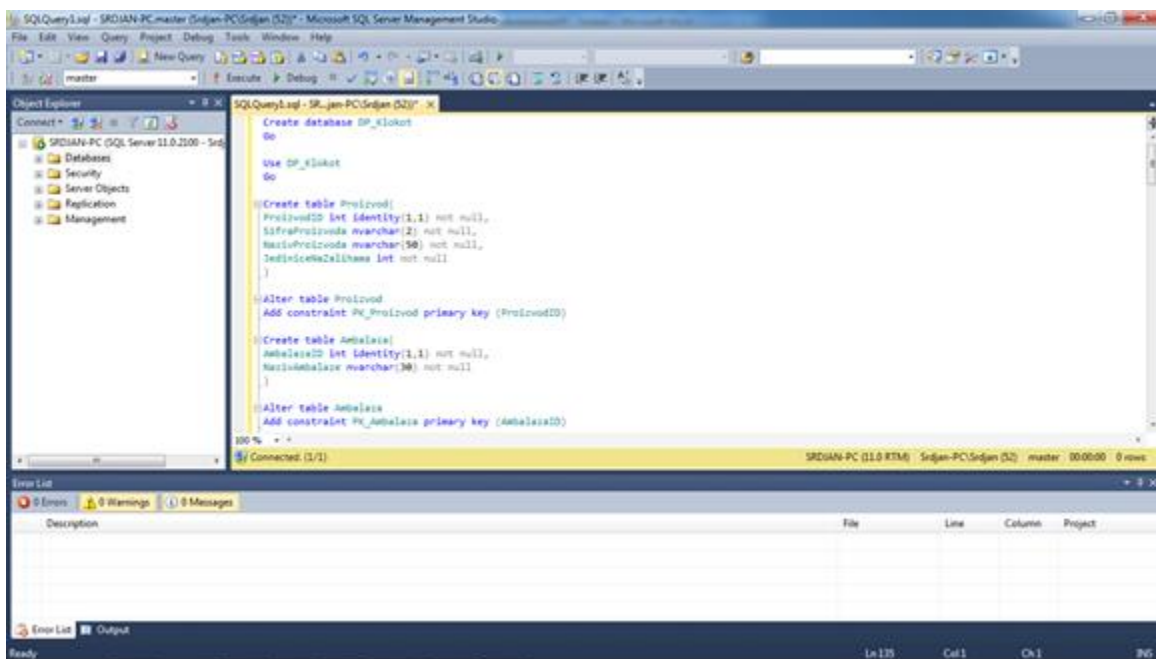 SQLQuery1.sql - SRDJAN-PC.master (Srdjan-PC\Srdjan (52))* - Microsoft SQL Server Management Studio
File Edit View Query Project Debug Tools Window Help
New Query
master Execute Debug
Object Explorer
SQLQuery1.sql - SR...jan-PC\Srdjan (52))*
Connect
SRDJAN-PC (SQL Server 11.0.2100 - Srdj
Databases
Security
Server Objects
Replication
Management
Create database DP_Klokot
Go
Use DP_Klokot
Go
Create table Proizvod(
ProizvodID int identity(1,1) not null,
SifraProizvoda nvarchar(2) not null,
NazivProizvoda nvarchar(50) not null,
JediniceNaZalihama int not null
)
Alter table Proizvod
Add constraint PK_Proizvod primary key (ProizvodID)
Create table Ambalaza(
AmbalazaID int identity(1,1) not null,
NazivAmbalaze nvarchar(30) not null
)
Alter table Ambalaza
Add constraint PK_Ambalaza primary key (AmbalazaID)
100 %
Connected. (1/1) SRDJAN-PC (11.0 RTM) Srdjan-PC\Srdjan (52) master 00:00:00 0 rows
Error List
0 Errors 0 Warnings 0 Messages
Description File Line Column Project
Error List Output
Ready Ln 135 Col 1 Ch 1 INS